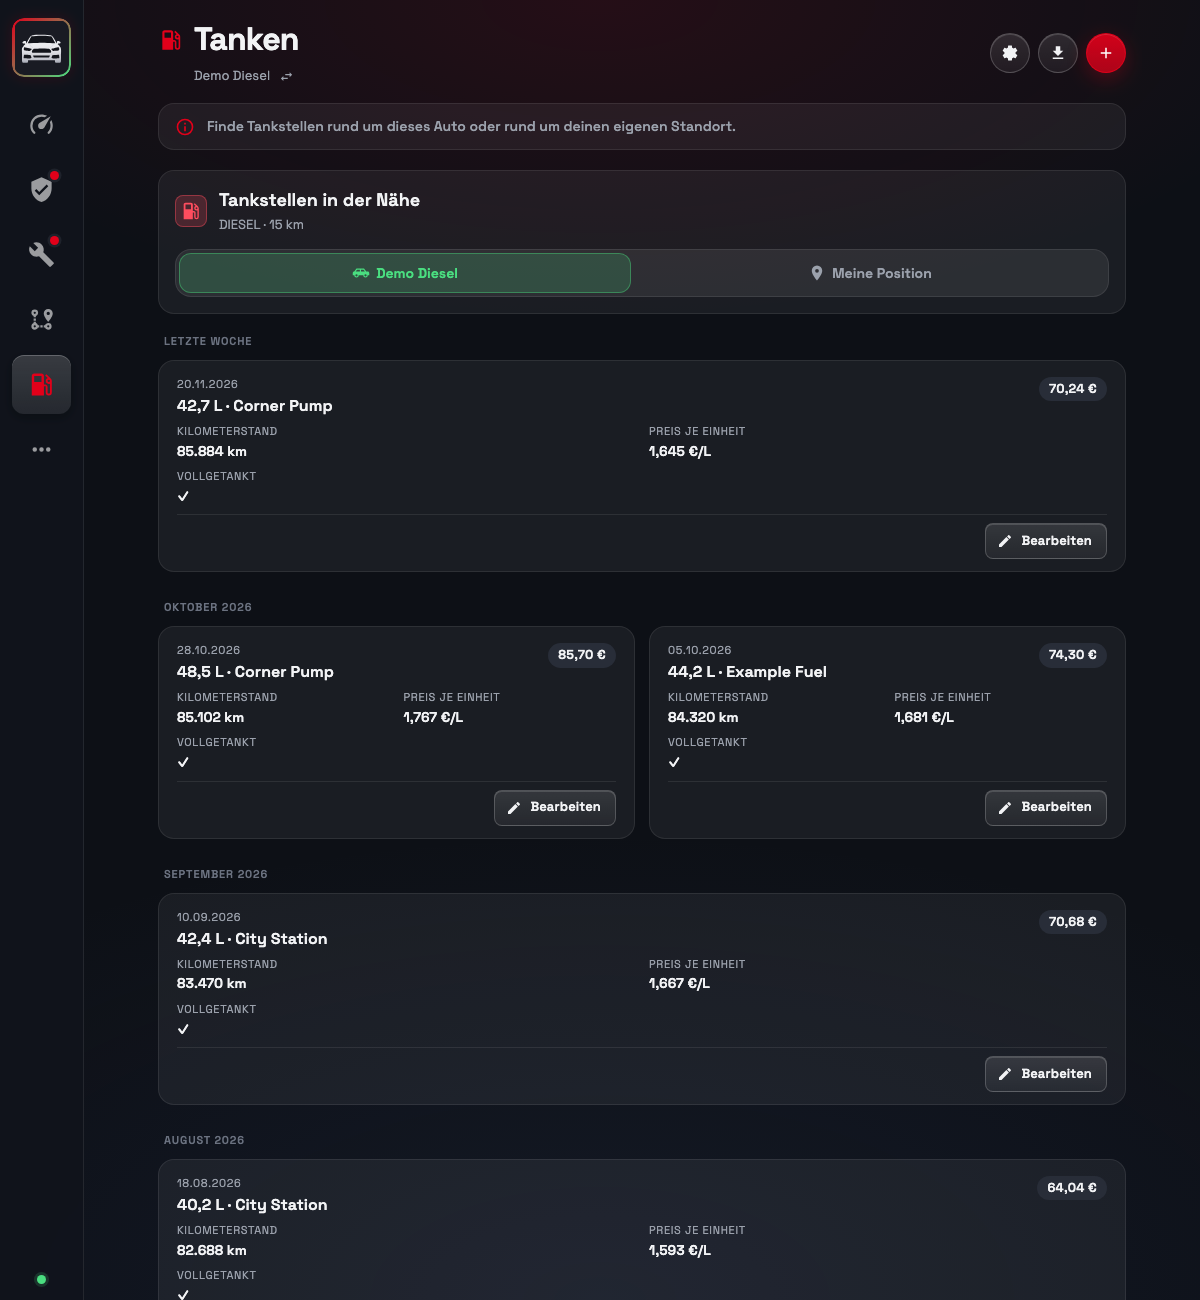 Tanken
Demo Diesel
Finde Tankstellen rund um dieses Auto oder rund um deinen eigenen Standort.
Tankstellen in der Nähe
DIESEL · 15 km
Demo Diesel
Meine Position
LETZTE WOCHE
20.11.2026
70,24 €
42,7 L · Corner Pump
KILOMETERSTAND
PREIS JE EINHEIT
85.884 km
1,645 €/L
VOLLGETANKT
Bearbeiten
OKTOBER 2026
28.10.2026
85,70 €
48,5 L · Corner Pump
KILOMETERSTAND
PREIS JE EINHEIT
85.102 km
1,767 €/L
VOLLGETANKT
Bearbeiten
05.10.2026
74,30 €
44,2 L · Example Fuel
KILOMETERSTAND
PREIS JE EINHEIT
84.320 km
1,681 €/L
VOLLGETANKT
Bearbeiten
SEPTEMBER 2026
10.09.2026
70,68 €
42,4 L · City Station
KILOMETERSTAND
PREIS JE EINHEIT
83.470 km
1,667 €/L
VOLLGETANKT
Bearbeiten
AUGUST 2026
18.08.2026
64,04 €
40,2 L · City Station
KILOMETERSTAND
PREIS JE EINHEIT
82.688 km
1,593 €/L
VOLLGETANKT